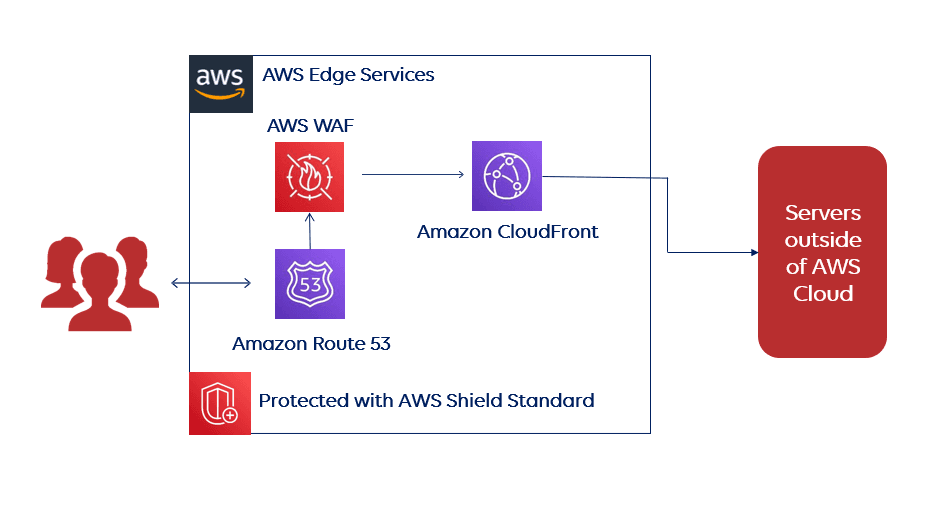 aws
AWS Edge Services
AWS WAF
Amazon CloudFront
53
Amazon Route 53
Protected with AWS Shield Standard
Servers
outside
of AWS
Cloud